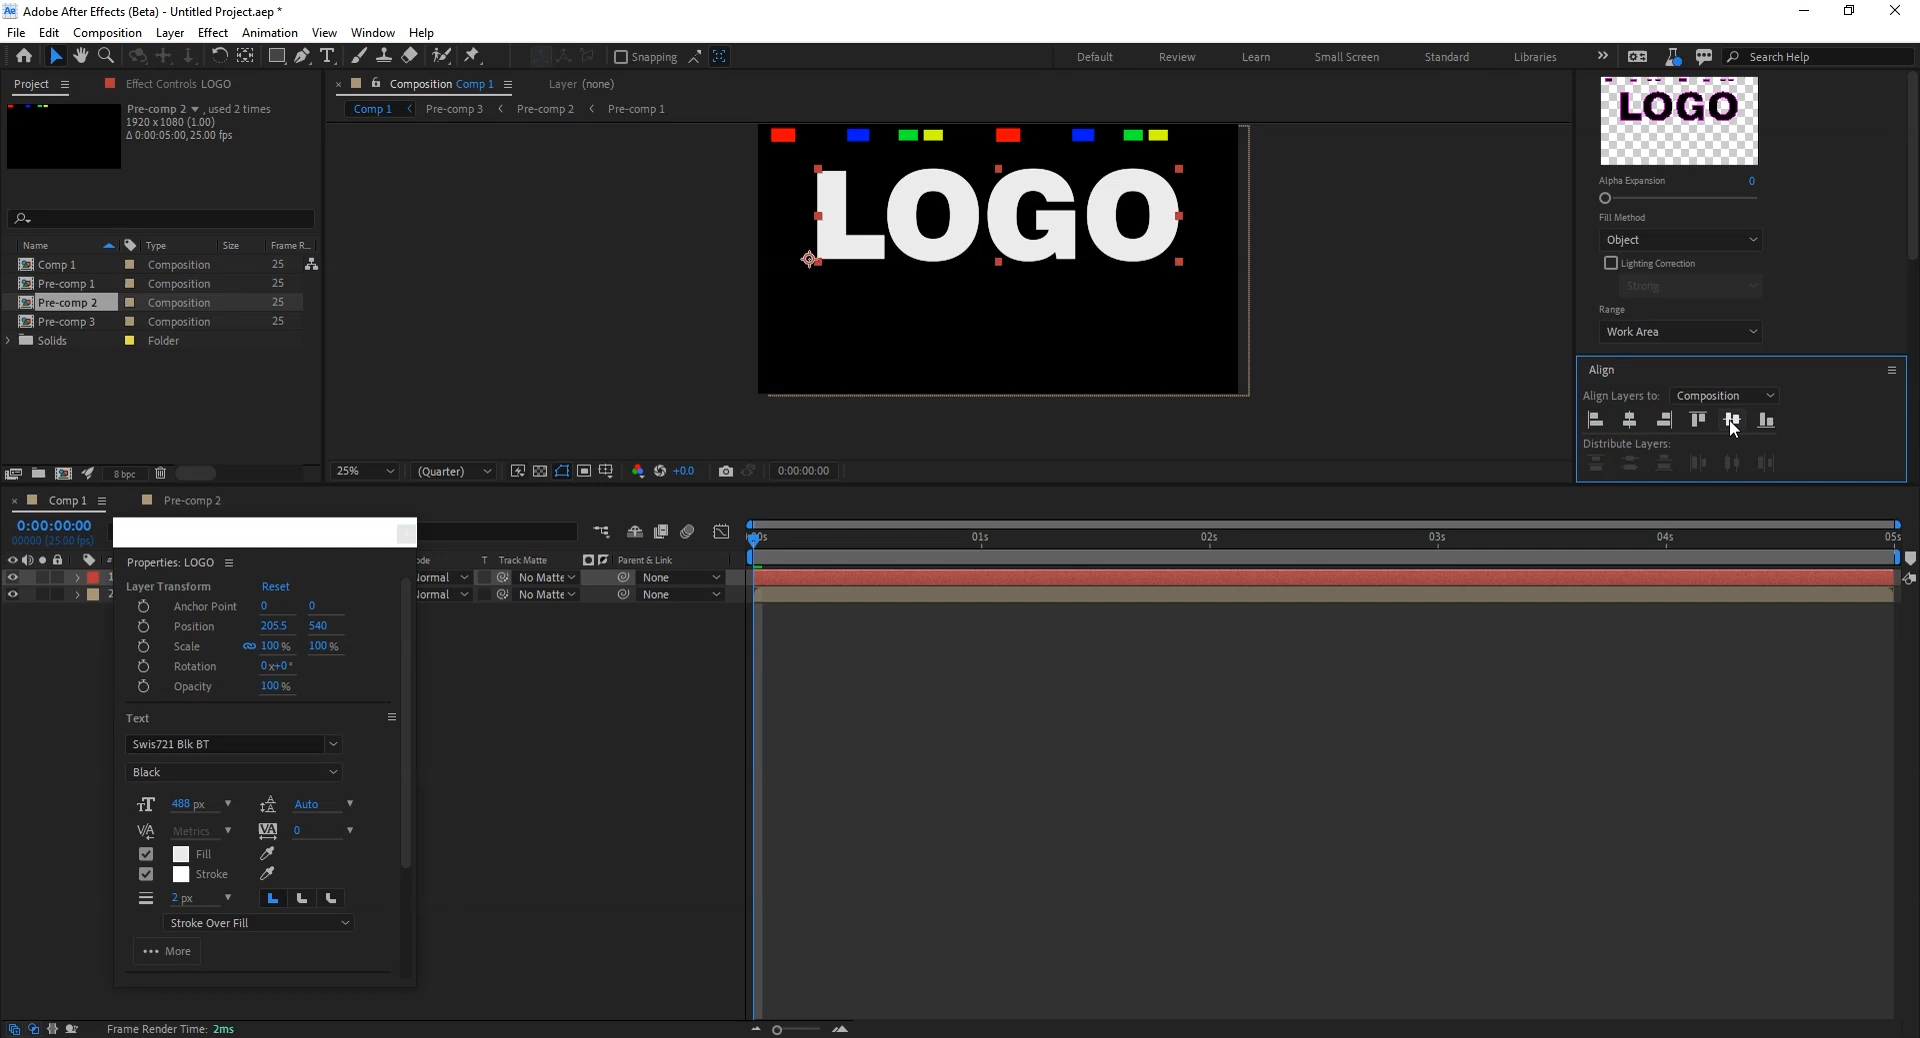 Ae Adobe After Effects (Beta) - Untitled Project.aep *
File Edit Composition Layer Effect Animation View Window Help
Snapping Default Review Learn Small Screen Standard Libraries Search Help
Project Effect Controls LOGO
Pre-comp 2 , used 2 times
1920 x 1080 (1.00)
Δ 0:00:05:00, 25.00 fps
Name Type Size Frame R...
Comp 1 Composition 25
Pre-comp 1 Composition 25
Pre-comp 2 Composition 25
Pre-comp 3 Composition 25
Solids Folder
8 bpc
Composition Comp 1 Layer (none)
Comp 1 Pre-comp 3 Pre-comp 2 Pre-comp 1
LOGO
25% (Quarter) +0.0 0:00:00:00
LOGO
Alpha Expansion 0
Fill Method
Object
Lighting Correction
Strong
Range
Work Area
Align
Align Layers to: Composition
Distribute Layers:
Comp 1 Pre-comp 2
0:00:00:00
00000 (25.00 fps)
T Track Matte Parent & Link
No Matte None
No Matte None
01s 02s 03s 04s 05s
Properties: LOGO
Layer Transform Reset
Anchor Point 0 0
Position 205.5 540
Scale 100 % 100 %
Rotation 0x+0°
Opacity 100 %
Text
Swis721 Blk BT
Black
488 px Auto
Metrics 0
Fill
Stroke
2 px
Stroke Over Fill
More
Frame Render Time: 2ms